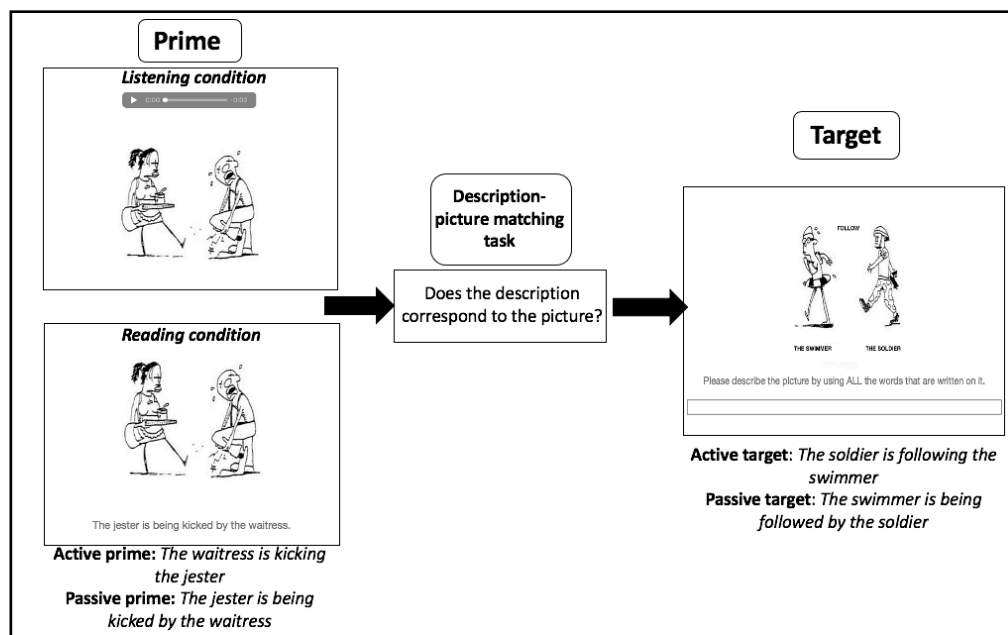 Prime
Listening condition
0:00
-0:02
Reading condition
The jester is being kicked by the waitress.
Active prime: The waitress is kicking
the jester
Passive prime: The jester is being
kicked by the waitress
Description-
picture matching
task
Does the description
correspond to the picture?
Target
FOLLOW
THE SWIMMER
THE SOLDIER
Please describe the picture by using ALL the words that are written on it.
Active target: The soldier is following the
swimmer
Passive target: The swimmer is being
followed by the soldier